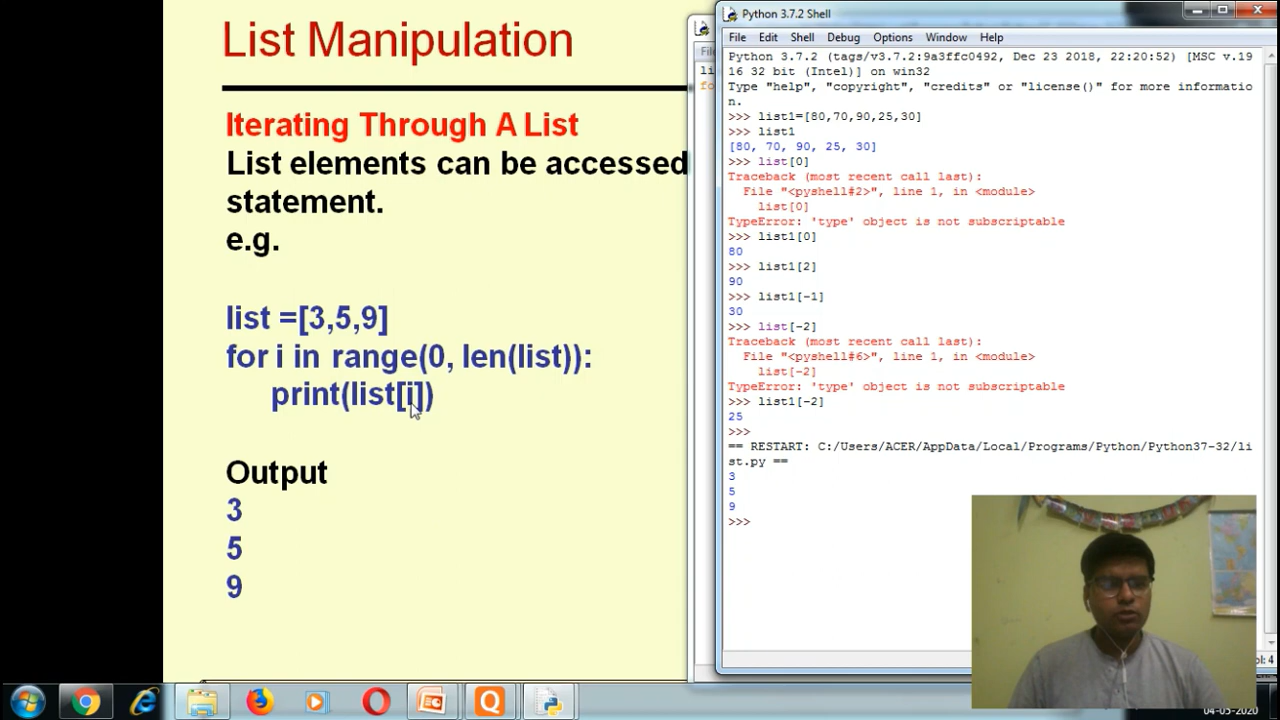 List Manipulation
Iterating Through A List
List elements can be accessed
statement.
e.g.
list =[3,5,9]
for i in range(0, len(list)):
print(list[i])
Output
3
5
9
Python 3.7.2 Shell
File Edit Shell Debug Options Window Help
Python 3.7.2 (tags/v3.7.2:9a3ffc0492, Dec 23 2018, 22:20:52) [MSC v.19
16 32 bit (Intel)] on win32
Type "help", "copyright", "credits" or "license()" for more informatio
n.
>>> list1=[80,70,90,25,30]
>>> list1
[80, 70, 90, 25, 30]
>>> list[0]
Traceback (most recent call last):
File "<pyshell#2>", line 1, in <module>
list[0]
TypeError: 'type' object is not subscriptable
>>> list1[0]
80
>>> list1[2]
90
>>> list1[-1]
30
>>> list[-2]
Traceback (most recent call last):
File "<pyshell#6>", line 1, in <module>
list[-2]
TypeError: 'type' object is not subscriptable
>>> list1[-2]
25
>>>
== RESTART: C:/Users/ACER/AppData/Local/Programs/Python/Python37-32/li
st.py ==
3
5
9
>>>
04-05-2020